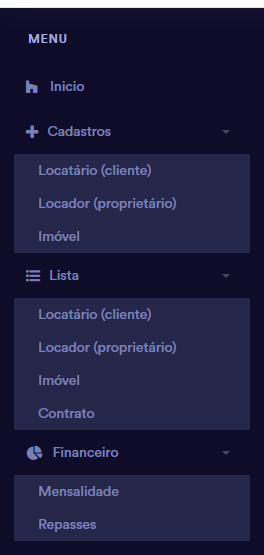 MENU
Inicio
Cadastros
Locatário (cliente)
Locador (proprietário)
Imóvel
Lista
Locatário (cliente)
Locador (proprietário)
Imóvel
Contrato
Financeiro
Mensalidade
Repasses